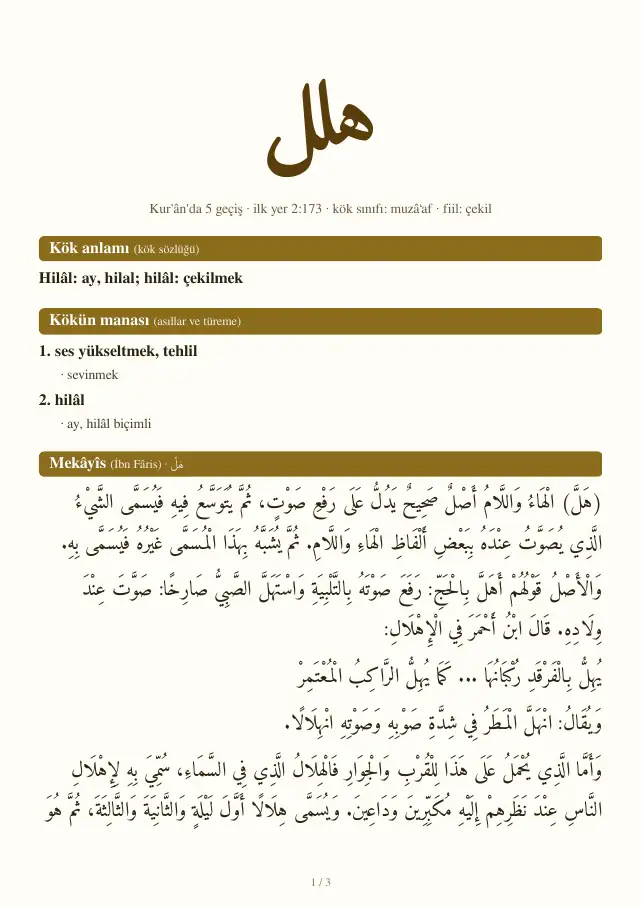 هلل
Kur'ân'da 5 geçiş · ilk yer 2:173 · kök sınıfı: muzâ'af · fiil: çekil
Kök anlamı (kök sözlüğü)
Hilâl: ay, hilal; hilâl: çekilmek
Kökün manası (asıllar ve türeme)
1. ses yükseltmek, tehlil
· sevinmek
2. hilâl
· ay, hilâl biçimli
Mekâyîs (İbn Fâris) · هَلْ
(هَلَّ) الْهَاءُ وَاللَّامُ أَصْلٌ صَحِيحٌ يَدُلُّ عَلَى رَفْعِ صَوْتٍ، ثُمَّ يُتَوَسَّعُ فِيهِ فَيُسَمَّى الشَّيْءُ
الَّذِي يُصَوَّتُ عِنْدَهُ بِبَعْضِ أَلْفَاظِ الْهَاءِ وَاللَّامِ. ثُمَّ يُشَبَّهُ بِهَذَا الْمُسَمَّى غَيْرُهُ فَيُسَمَّى بِهِ.
وَالْأَصْلُ قَوْلُهُمْ أَهَلَّ بِالْحَجِّ: رَفَعَ صَوْتَهُ بِالتَّلْبِيَةِ وَاسْتَهَلَّ الصَّبِيُّ صَارِخًا: صَوَّتَ عِنْدَ
وِلَادِهِ. قَالَ ابْنُ أَحْمَرَ فِي الْإِهْلَالِ:
يُهِلُّ بِالْفَرْقَدِ رُكْبَانُهَا ... كَمَا يُهِلُّ الرَّاكِبُ الْمُعْتَمِرْ
وَيُقَالُ: انْهَلَّ الْمَطَرُ فِي شِدَّةِ صَوْبِهِ وَصَوْتِهِ انْهِلَالًا.
وَأَمَّا الَّذِي يُحْمَلُ عَلَى هَذَا لِلْقُرْبِ وَالْجِوَارِ فَالْهِلَالُ الَّذِي فِي السَّمَاءِ، سُمِّيَ بِهِ لِإِهْلَالِ
النَّاسِ عِنْدَ نَظَرِهِمْ إِلَيْهِ مُكَبِّرِينَ وَدَاعِينَ. وَيُسَمَّى هِلَالًا أَوَّلَ لَيْلَةٍ وَالثَّانِيَةَ وَالثَّالِثَةَ، ثُمَّ هُوَ
1 / 3